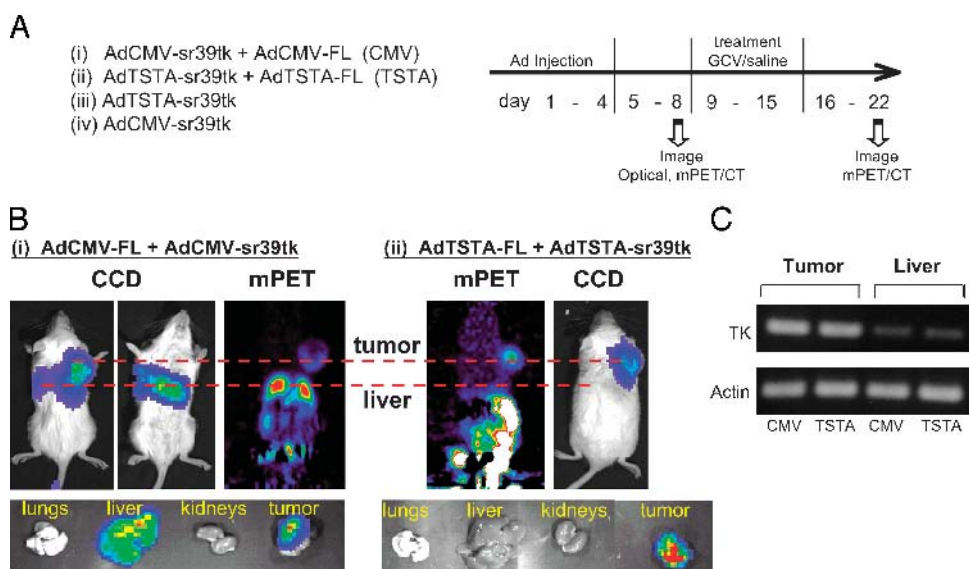 A
(i) AdCMV-sr39tk + AdCMV-FL (CMV)
(ii) AdTSTA-sr39tk + AdTSTA-FL (TSTA)
(iii) AdTSTA-sr39tk
(iv) AdCMV-sr39tk
Ad Injection
treatment
GCV/saline
day 1 - 4 5 - 8 9 - 15 16 - 22
Image
Optical, mPET/CT
Image
mPET/CT
B
(i) AdCMV-FL + AdCMV-sr39tk
CCD
mPET
(ii) AdTSTA-FL + AdTSTA-sr39tk
mPET
CCD
tumor
liver
lungs liver kidneys tumor
lungs liver kidneys tumor
C
Tumor Liver
TK
Actin
CMV TSTA CMV TSTA